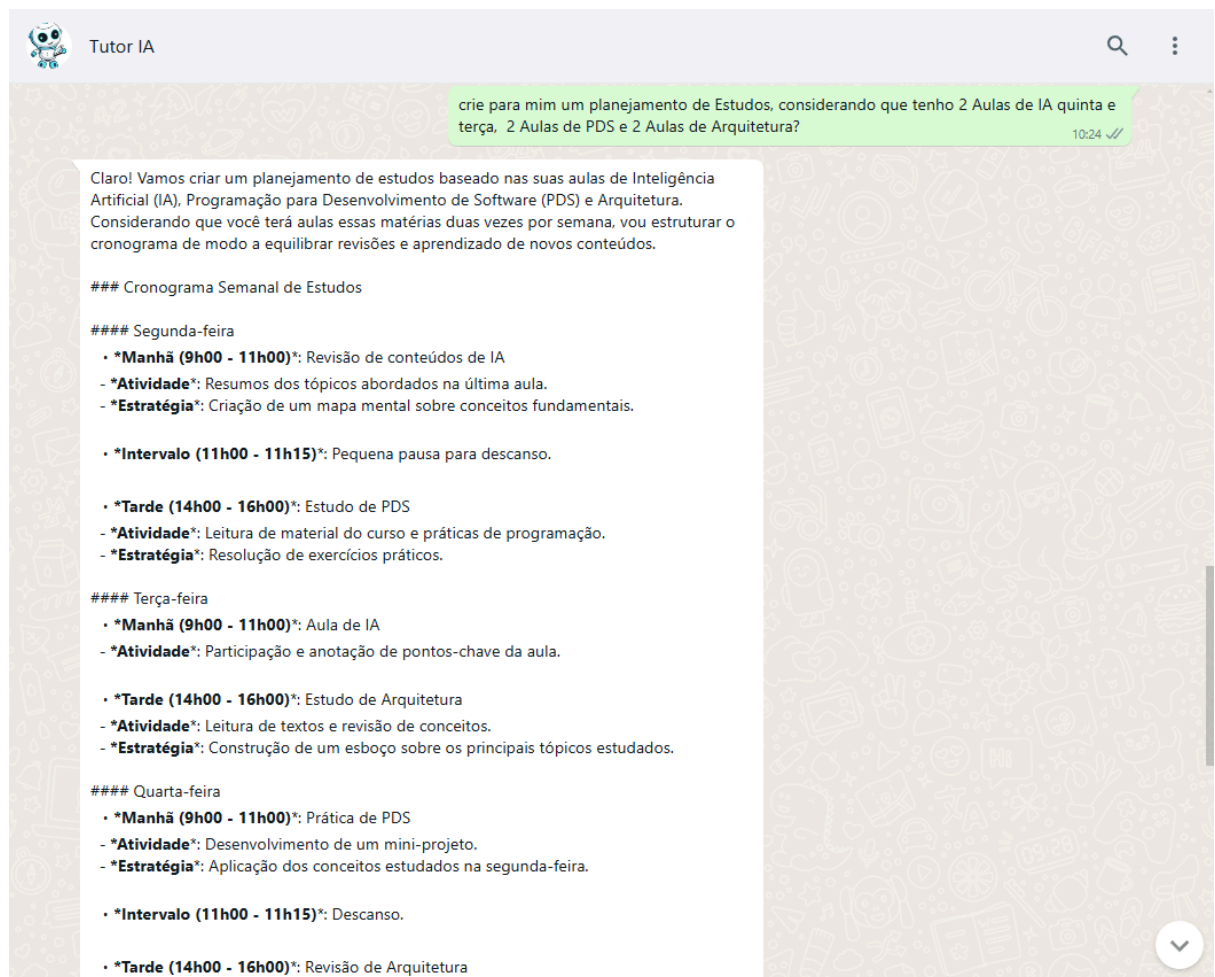 Tutor IA
crie para mim um planejamento de Estudos, considerando que tenho 2 Aulas de IA quinta e
terça,  2 Aulas de PDS e 2 Aulas de Arquitetura?
10:24
Claro! Vamos criar um planejamento de estudos baseado nas suas aulas de Inteligência
Artificial (IA), Programação para Desenvolvimento de Software (PDS) e Arquitetura.
Considerando que você terá aulas essas matérias duas vezes por semana, vou estruturar o
cronograma de modo a equilibrar revisões e aprendizado de novos conteúdos.
### Cronograma Semanal de Estudos
#### Segunda-feira
• *Manhã (9h00 - 11h00)*: Revisão de conteúdos de IA
- *Atividade*: Resumos dos tópicos abordados na última aula.
- *Estratégia*: Criação de um mapa mental sobre conceitos fundamentais.
• *Intervalo (11h00 - 11h15)*: Pequena pausa para descanso.
• *Tarde (14h00 - 16h00)*: Estudo de PDS
- *Atividade*: Leitura de material do curso e práticas de programação.
- *Estratégia*: Resolução de exercícios práticos.
#### Terça-feira
• *Manhã (9h00 - 11h00)*: Aula de IA
- *Atividade*: Participação e anotação de pontos-chave da aula.
• *Tarde (14h00 - 16h00)*: Estudo de Arquitetura
- *Atividade*: Leitura de textos e revisão de conceitos.
- *Estratégia*: Construção de um esboço sobre os principais tópicos estudados.
#### Quarta-feira
• *Manhã (9h00 - 11h00)*: Prática de PDS
- *Atividade*: Desenvolvimento de um mini-projeto.
- *Estratégia*: Aplicação dos conceitos estudados na segunda-feira.
• *Intervalo (11h00 - 11h15)*: Descanso.
• *Tarde (14h00 - 16h00)*: Revisão de Arquitetura